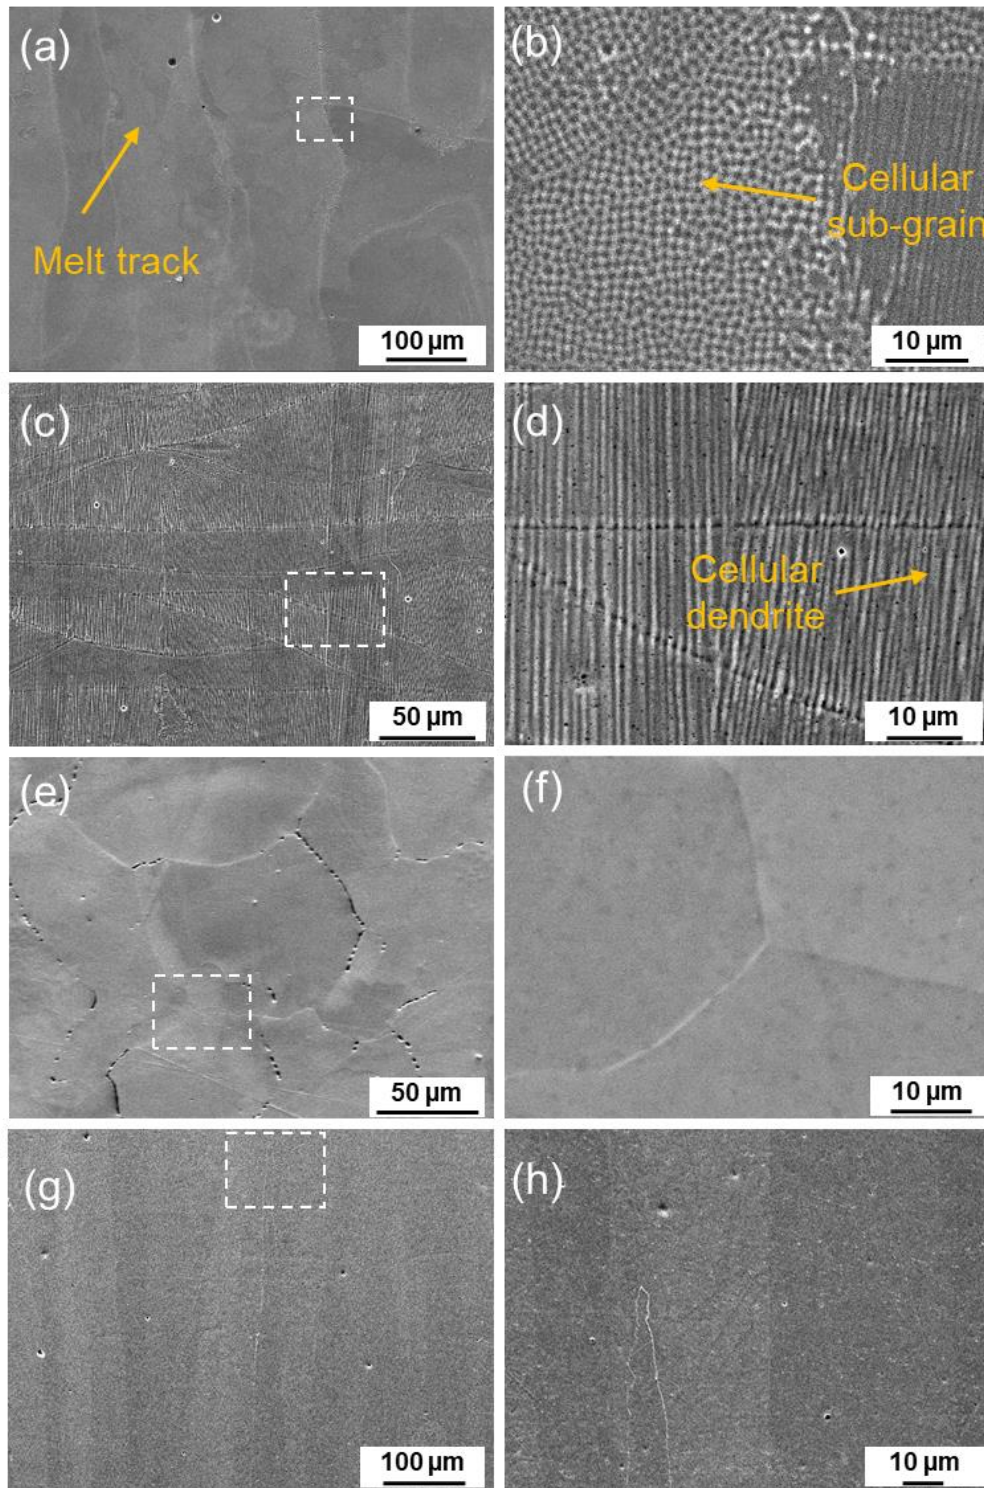 (a)
Melt track
100 µm
(b)
Cellular
sub-grain
10 µm
(c)
50 µm
(d)
Cellular
dendrite
10 µm
(e)
50 µm
(f)
10 µm
(g)
100 µm
(h)
10 µm